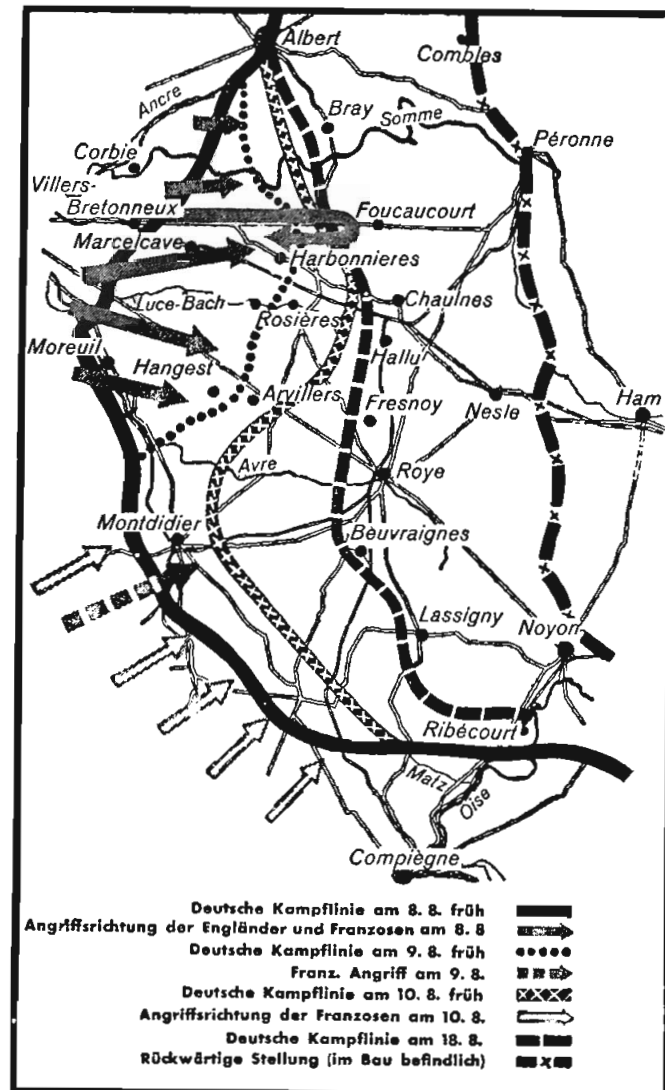 Albert
Combles
Ancre
Bray
Somme
Péronne
Corbie
Villers-
Bretonneux
Foucaucourt
Marcelcave
Harbonnieres
Luce-Bach
Rosières
Chaulnes
Moreuil
Hangest
Hallu
Arvillers
Fresnoy
Nesle
Ham
Avre
Roye
Montdidier
Beuvraignes
Lassigny
Noyon
Ribécourt
Matz
Oise
Compiègne
Deutsche Kampflinie am 8. 8. früh
Angriffsrichtung der Engländer und Franzosen am 8. 8
Deutsche Kampflinie am 9. 8. früh
Franz. Angriff am 9. 8.
Deutsche Kampflinie am 10. 8. früh
Angriffsrichtung der Franzosen am 10. 8.
Deutsche Kampflinie am 18. 8.
Rückwärtige Stellung (im Bau befindlich)